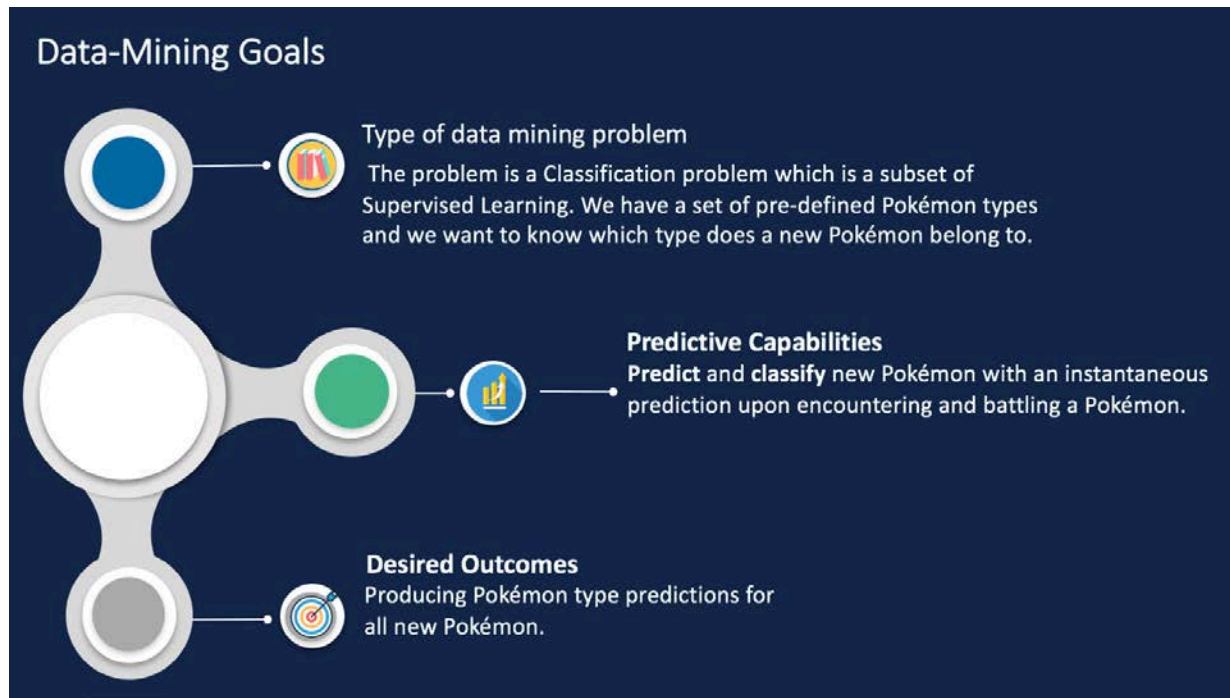 Data-Mining Goals
Type of data mining problem
The problem is a Classification problem which is a subset of
Supervised Learning. We have a set of pre-defined Pokémon types
and we want to know which type does a new Pokémon belong to.
Predictive Capabilities
Predict and classify new Pokémon with an instantaneous
prediction upon encountering and battling a Pokémon.
Desired Outcomes
Producing Pokémon type predictions for
all new Pokémon.